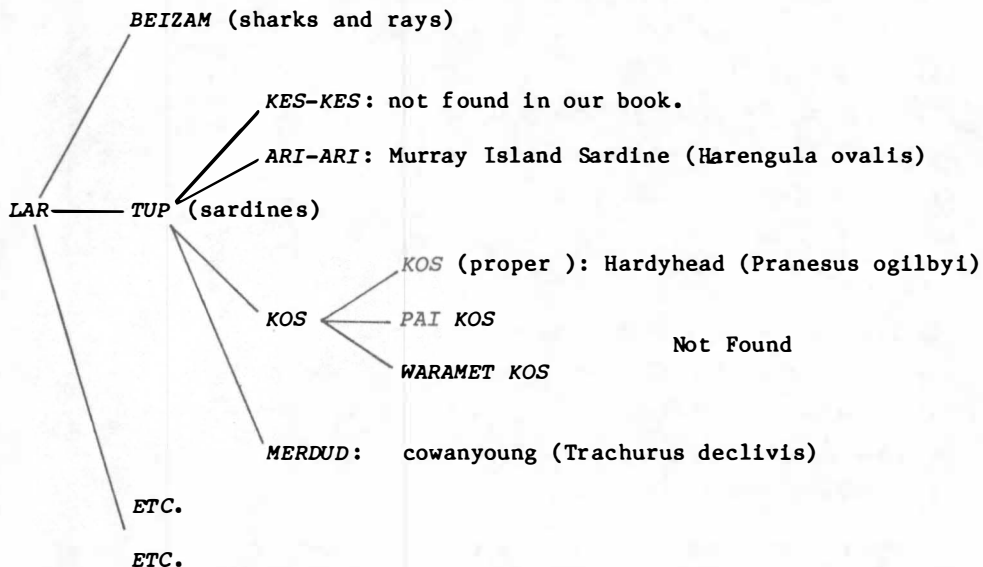 BEIZAM (sharks and rays)
KES-KES: not found in our book.
ARI-ARI: Murray Island Sardine (Harengula ovalis)
LAR TUP (sardines)
KOS (proper ): Hardyhead (Pranesus ogilbyi)
KOS PAI KOS
Not Found
WARAMET KOS
MERDUD: cowanyoung (Trachurus declivis)
ETC.
ETC.